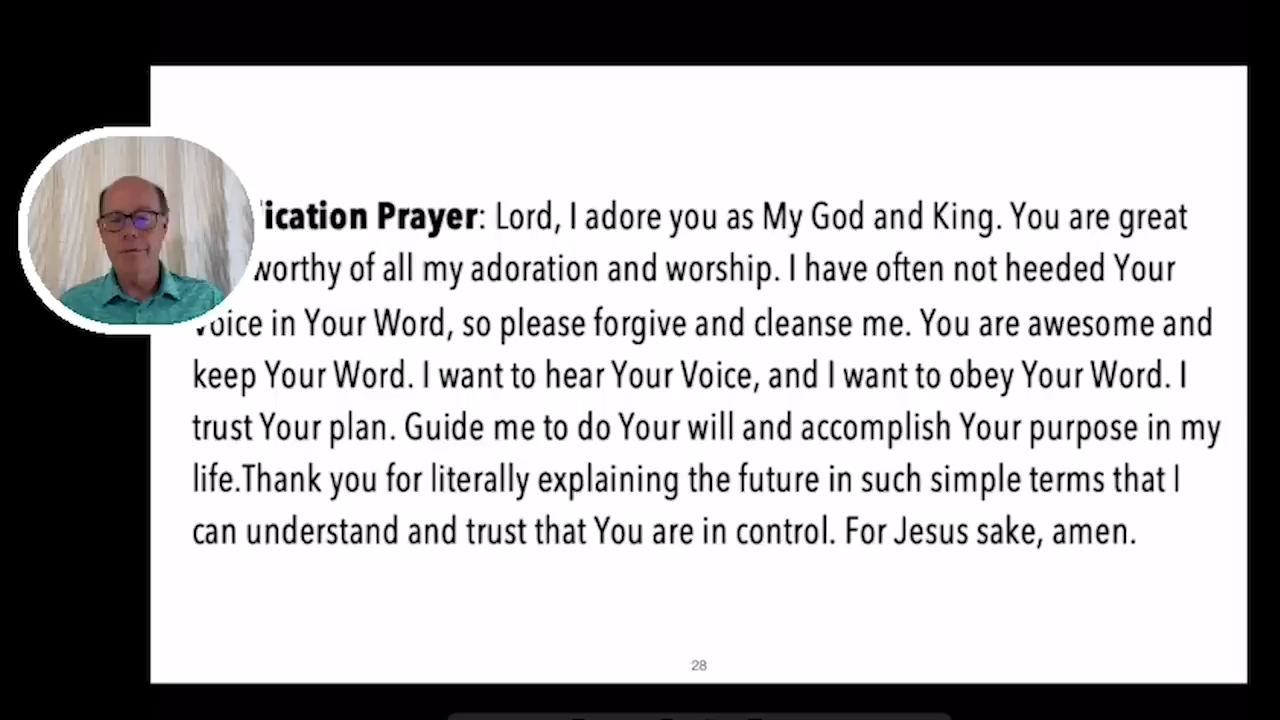 Prayer: Lord, I adore you as My God and King. You are great
worthy of all my adoration and worship. I have often not heeded Your
Voice in Your Word, so please forgive and cleanse me. You are awesome and
keep Your Word. I want to hear Your Voice, and I want to obey Your Word. I
trust Your plan. Guide me to do Your will and accomplish Your purpose in my
life.Thank you for literally explaining the future in such simple terms that I
can understand and trust that You are in control. For Jesus sake, amen.
28